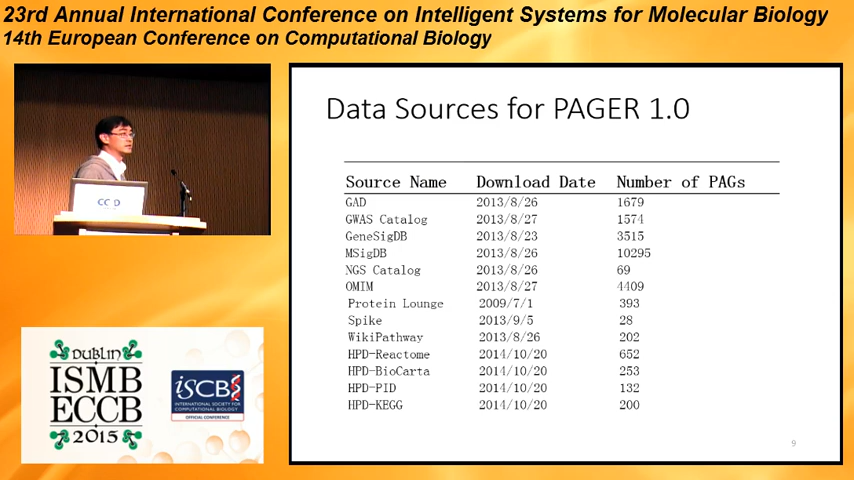 23rd Annual International Conference on Intelligent Systems for Molecular Biology
14th European Conference on Computational Biology
Data Sources for PAGER 1.0
Source Name Download Date Number of PAGs
GAD 2013/8/26 1679
GWAS Catalog 2013/8/27 1574
GeneSigDB 2013/8/23 3515
MSigDB 2013/8/26 10295
NGS Catalog 2013/8/26 69
OMIM 2013/8/27 4409
Protein Lounge 2009/7/1 393
Spike 2013/9/5 28
WikiPathway 2013/8/26 202
HPD-Reactome 2014/10/20 652
HPD-BioCarta 2014/10/20 253
HPD-PID 2014/10/20 132
HPD-KEGG 2014/10/20 200
9
DUBLIN
ISMB
ECCB
2015
iSCB
INTERNATIONAL SOCIETY FOR
COMPUTATIONAL BIOLOGY
OFFICIAL CONFERENCE